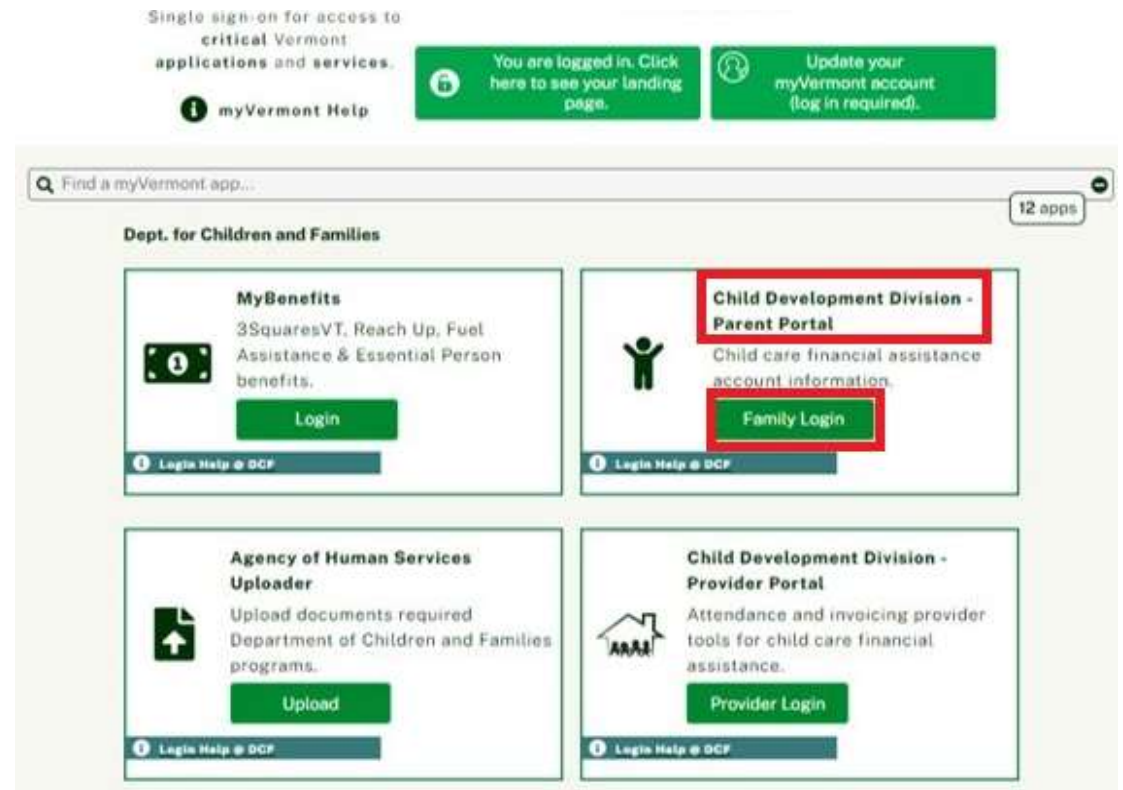 Single sign-on for access to
critical Vermont
applications and services.
myVermont Help
You are logged in. Click
here to see your landing
page.
Update your
myVermont account
(log in required).
Find a myVermont app...
12 apps
Dept. for Children and Families
MyBenefits
3SquaresVT, Reach Up, Fuel
Assistance & Essential Person
benefits.
Login
Login Help @ DCF
Child Development Division -
Parent Portal
Child care financial assistance
account information.
Family Login
Login Help @ DCF
Agency of Human Services
Uploader
Upload documents required
Department of Children and Families
programs.
Upload
Login Help @ DCF
Child Development Division -
Provider Portal
Attendance and invoicing provider
tools for child care financial
assistance.
Provider Login
Login Help @ DCF